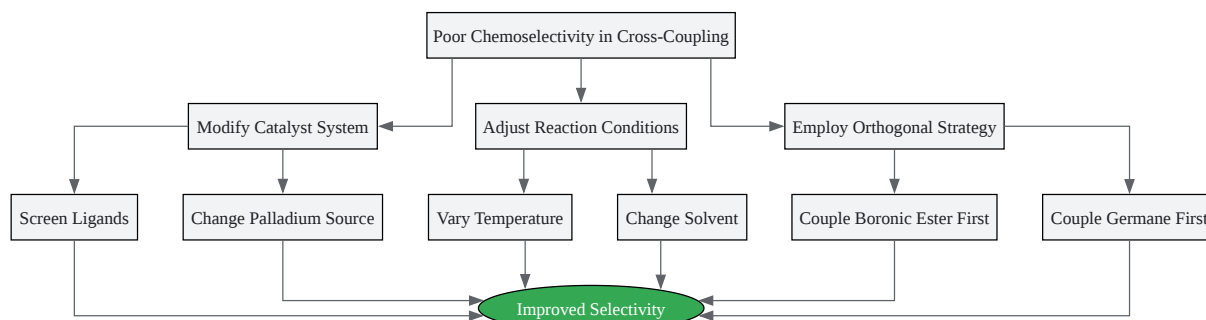 Poor Chemoselectivity in Cross-Coupling
Modify Catalyst System
Adjust Reaction Conditions
Employ Orthogonal Strategy
Screen Ligands
Change Palladium Source
Vary Temperature
Change Solvent
Couple Boronic Ester First
Couple Germane First
Improved Selectivity